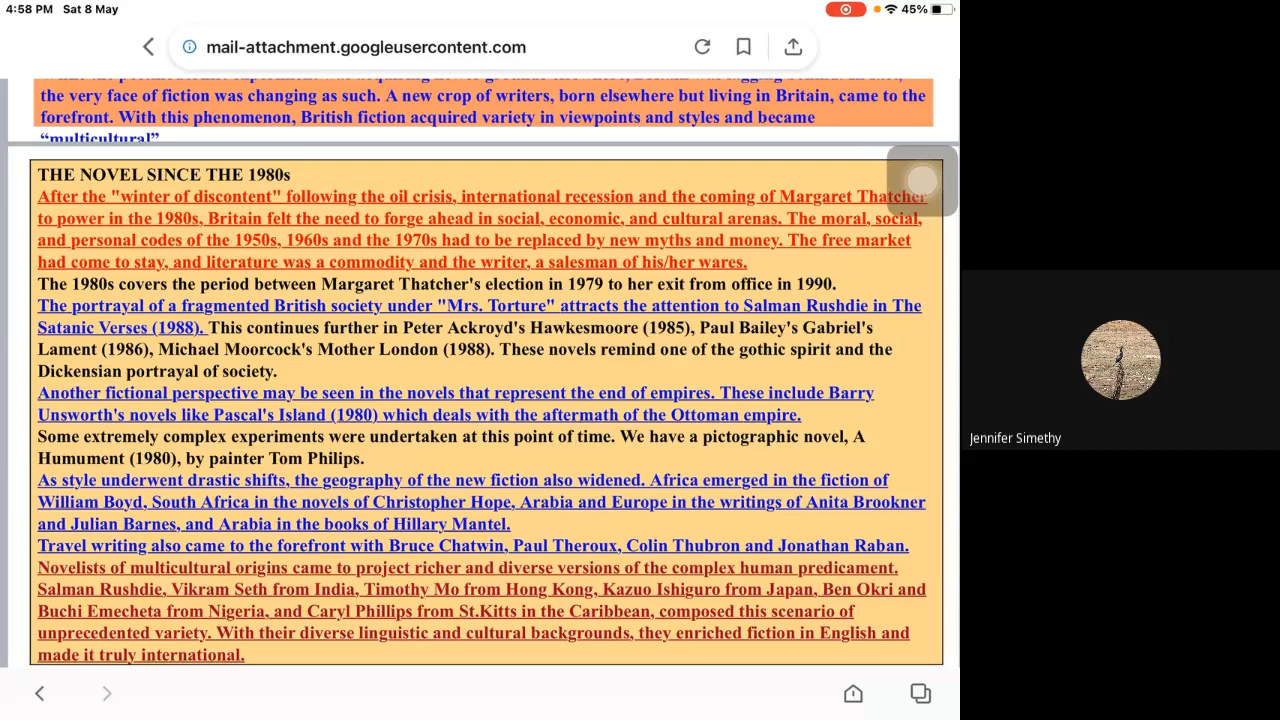 4:58 PM Sat 8 May
45%
mail-attachment.googleusercontent.com
the very face of fiction was changing as such. A new crop of writers, born elsewhere but living in Britain, came to the
forefront. With this phenomenon, British fiction acquired variety in viewpoints and styles and became
“multicultural”
THE NOVEL SINCE THE 1980s
After the "winter of discontent" following the oil crisis, international recession and the coming of Margaret Thatcher
to power in the 1980s, Britain felt the need to forge ahead in social, economic, and cultural arenas. The moral, social,
and personal codes of the 1950s, 1960s and the 1970s had to be replaced by new myths and money. The free market
had come to stay, and literature was a commodity and the writer, a salesman of his/her wares.
The 1980s covers the period between Margaret Thatcher's election in 1979 to her exit from office in 1990.
The portrayal of a fragmented British society under "Mrs. Torture" attracts the attention to Salman Rushdie in The
Satanic Verses (1988). This continues further in Peter Ackroyd's Hawkesmoore (1985), Paul Bailey's Gabriel's
Lament (1986), Michael Moorcock's Mother London (1988). These novels remind one of the gothic spirit and the
Dickensian portrayal of society.
Another fictional perspective may be seen in the novels that represent the end of empires. These include Barry
Unsworth's novels like Pascal's Island (1980) which deals with the aftermath of the Ottoman empire.
Some extremely complex experiments were undertaken at this point of time. We have a pictographic novel, A
Humument (1980), by painter Tom Philips.
As style underwent drastic shifts, the geography of the new fiction also widened. Africa emerged in the fiction of
William Boyd, South Africa in the novels of Christopher Hope, Arabia and Europe in the writings of Anita Brookner
and Julian Barnes, and Arabia in the books of Hillary Mantel.
Travel writing also came to the forefront with Bruce Chatwin, Paul Theroux, Colin Thubron and Jonathan Raban.
Novelists of multicultural origins came to project richer and diverse versions of the complex human predicament.
Salman Rushdie, Vikram Seth from India, Timothy Mo from Hong Kong, Kazuo Ishiguro from Japan, Ben Okri and
Buchi Emecheta from Nigeria, and Caryl Phillips from St.Kitts in the Caribbean, composed this scenario of
unprecedented variety. With their diverse linguistic and cultural backgrounds, they enriched fiction in English and
made it truly international.
Jennifer Simethy